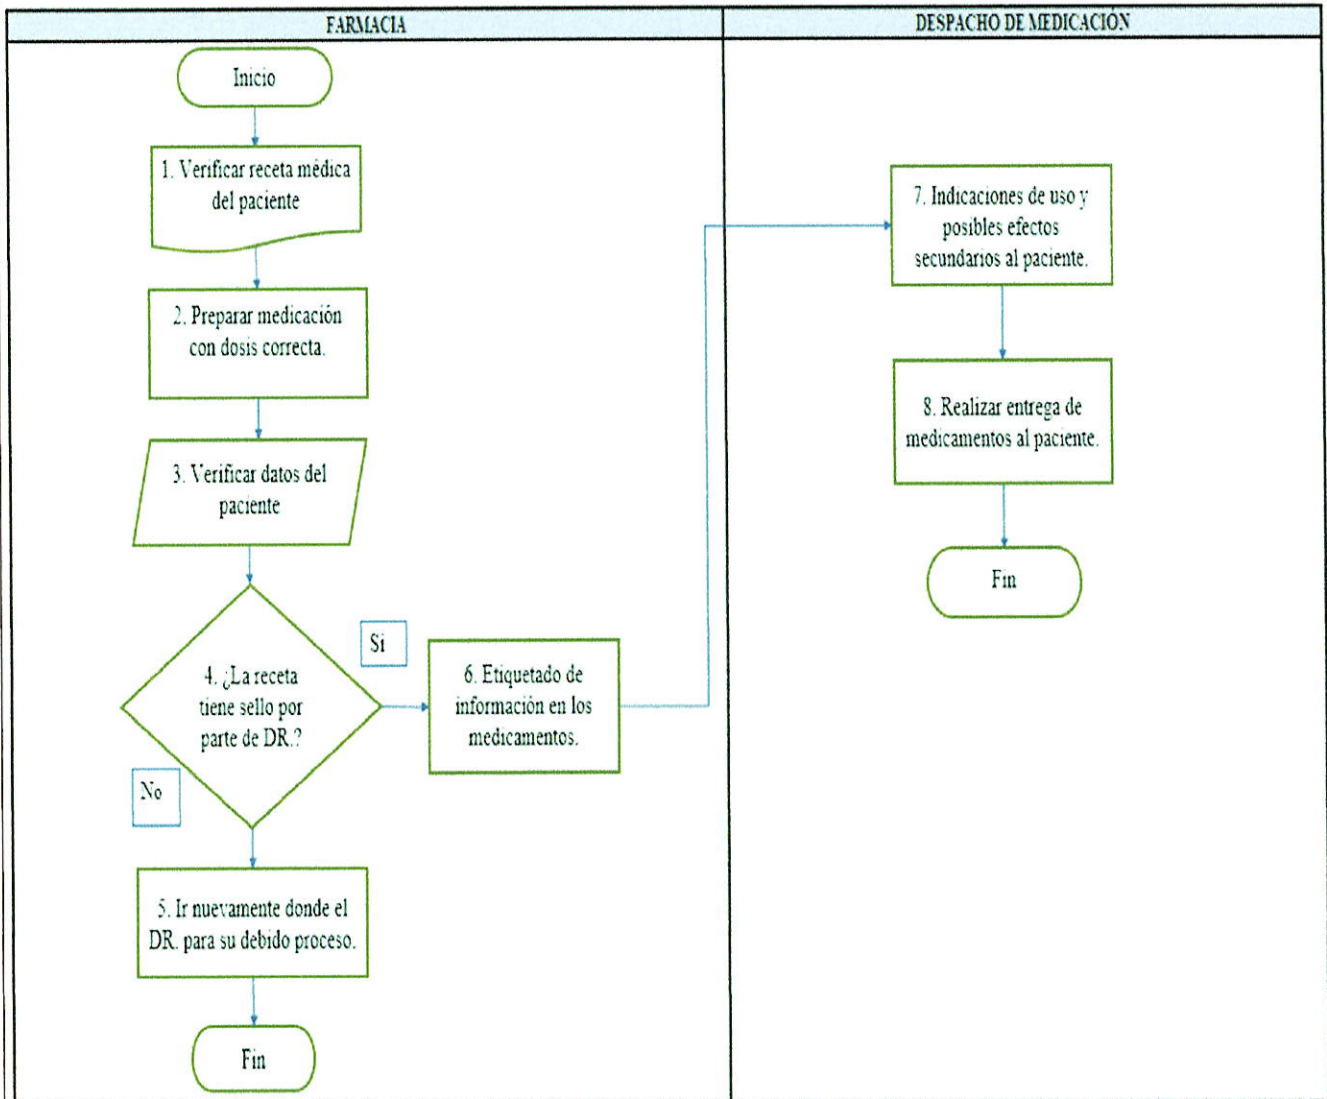 FARMACIA
DESPACHO DE MEDICACIÓN
Inicio
1. Verificar receta médica
del paciente
2. Preparar medicación
con dosis correcta.
3. Verificar datos del
paciente
4. ¿La receta
tiene sello por
parte de DR.?
Si
No
5. Ir nuevamente donde el
DR. para su debido proceso.
Fin
6. Etiquetado de
información en los
medicamentos.
7. Indicaciones de uso y
posibles efectos
secundarios al paciente.
8. Realizar entrega de
medicamentos al paciente.
Fin